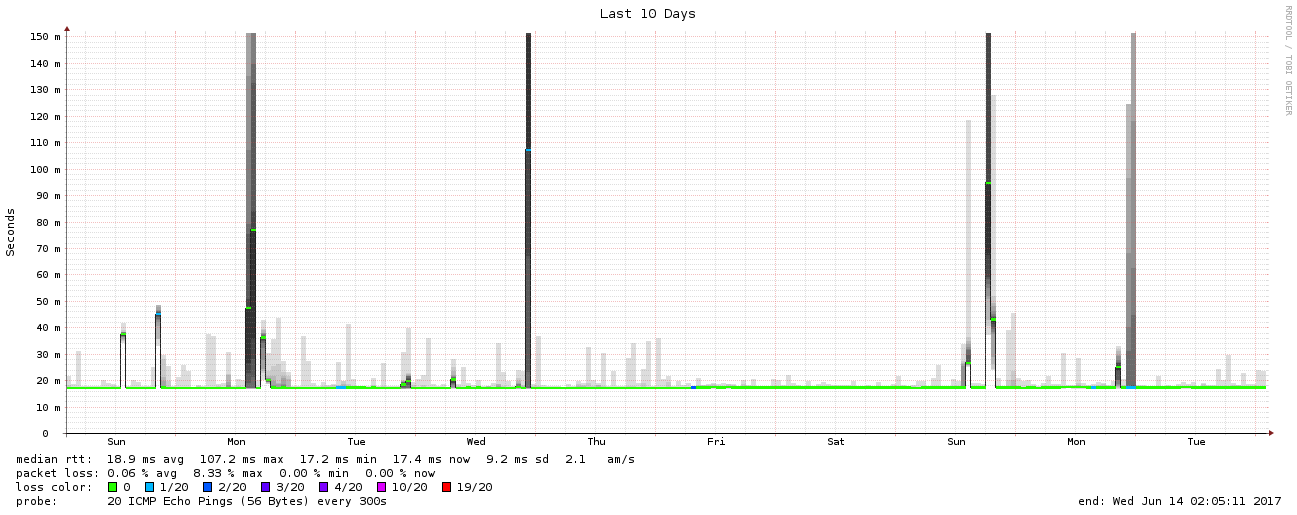 Last 10 Days
RRDTOOL / TOBI OETIKER
Seconds
150 m
140 m
130 m
120 m
110 m
100 m
90 m
80 m
70 m
60 m
50 m
40 m
30 m
20 m
10 m
0
Sun Mon Tue Wed Thu Fri Sat Sun Mon Tue
median rtt: 18.9 ms avg 107.2 ms max 17.2 ms min 17.4 ms now 9.2 ms sd 2.1 am/s
packet loss: 0.06 % avg 8.33 % max 0.00 % min 0.00 % now
loss color: 0 1/20 2/20 3/20 4/20 10/20 19/20
probe: 20 ICMP Echo Pings (56 Bytes) every 300s end: Wed Jun 14 02:05:11 2017